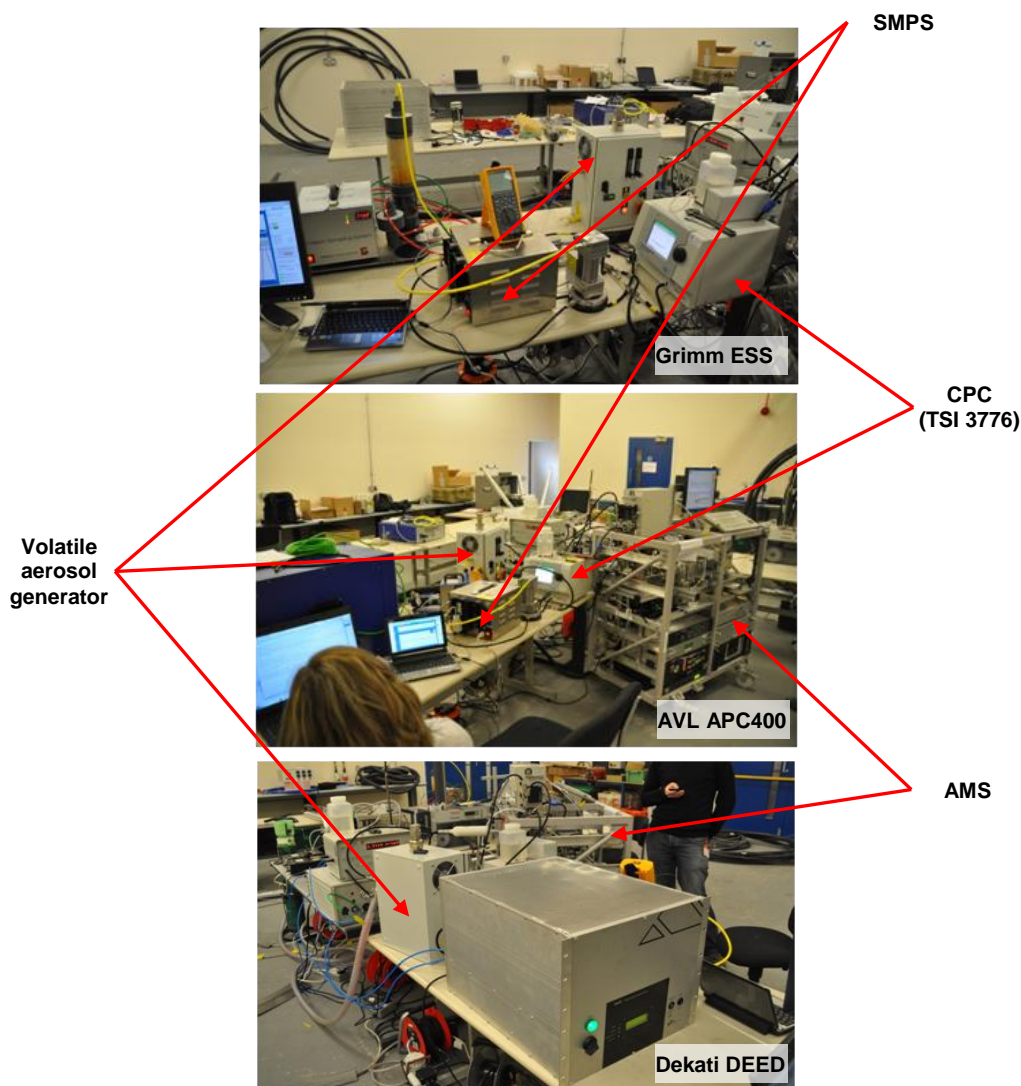 SMPS
Grimm ESS
CPC
(TSI 3776)
Volatile
aerosol
generator
AVL APC400
AMS
Dekati DEED